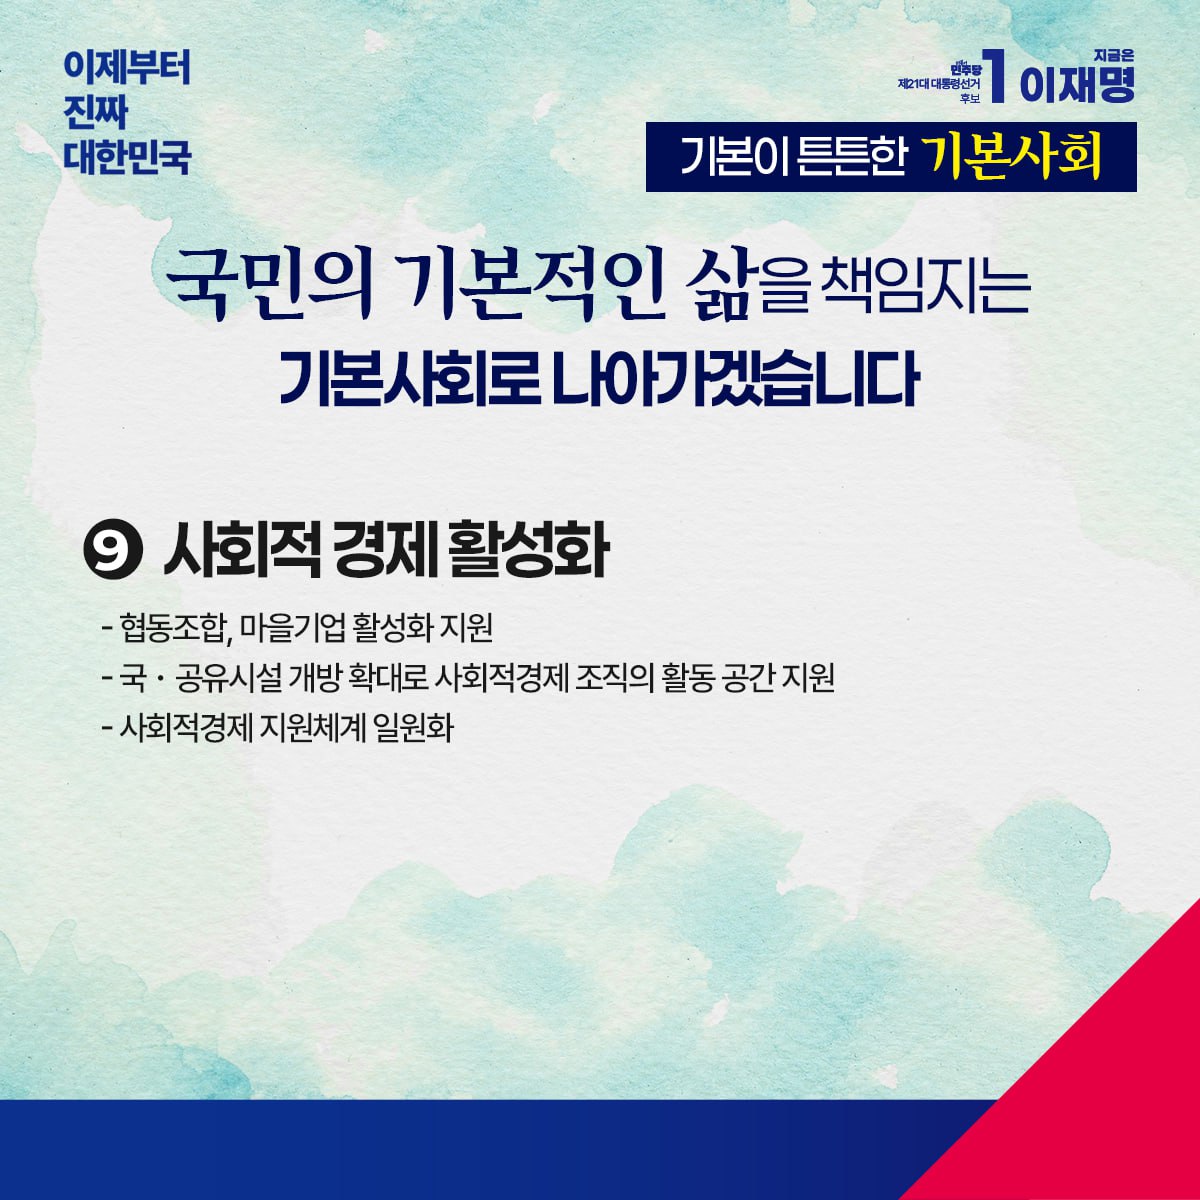 이제부터
진짜
대한민국
더불어
민주당
제21대 대통령선거
후보
1
지금은
이재명
기본이 튼튼한 기본사회
국민의 기본적인 삶을 책임지는
기본사회로 나아가겠습니다
9 사회적 경제 활성화
- 협동조합, 마을기업 활성화 지원
- 국· 공유시설 개방 확대로 사회적경제 조직의 활동 공간 지원
- 사회적경제 지원체계 일원화